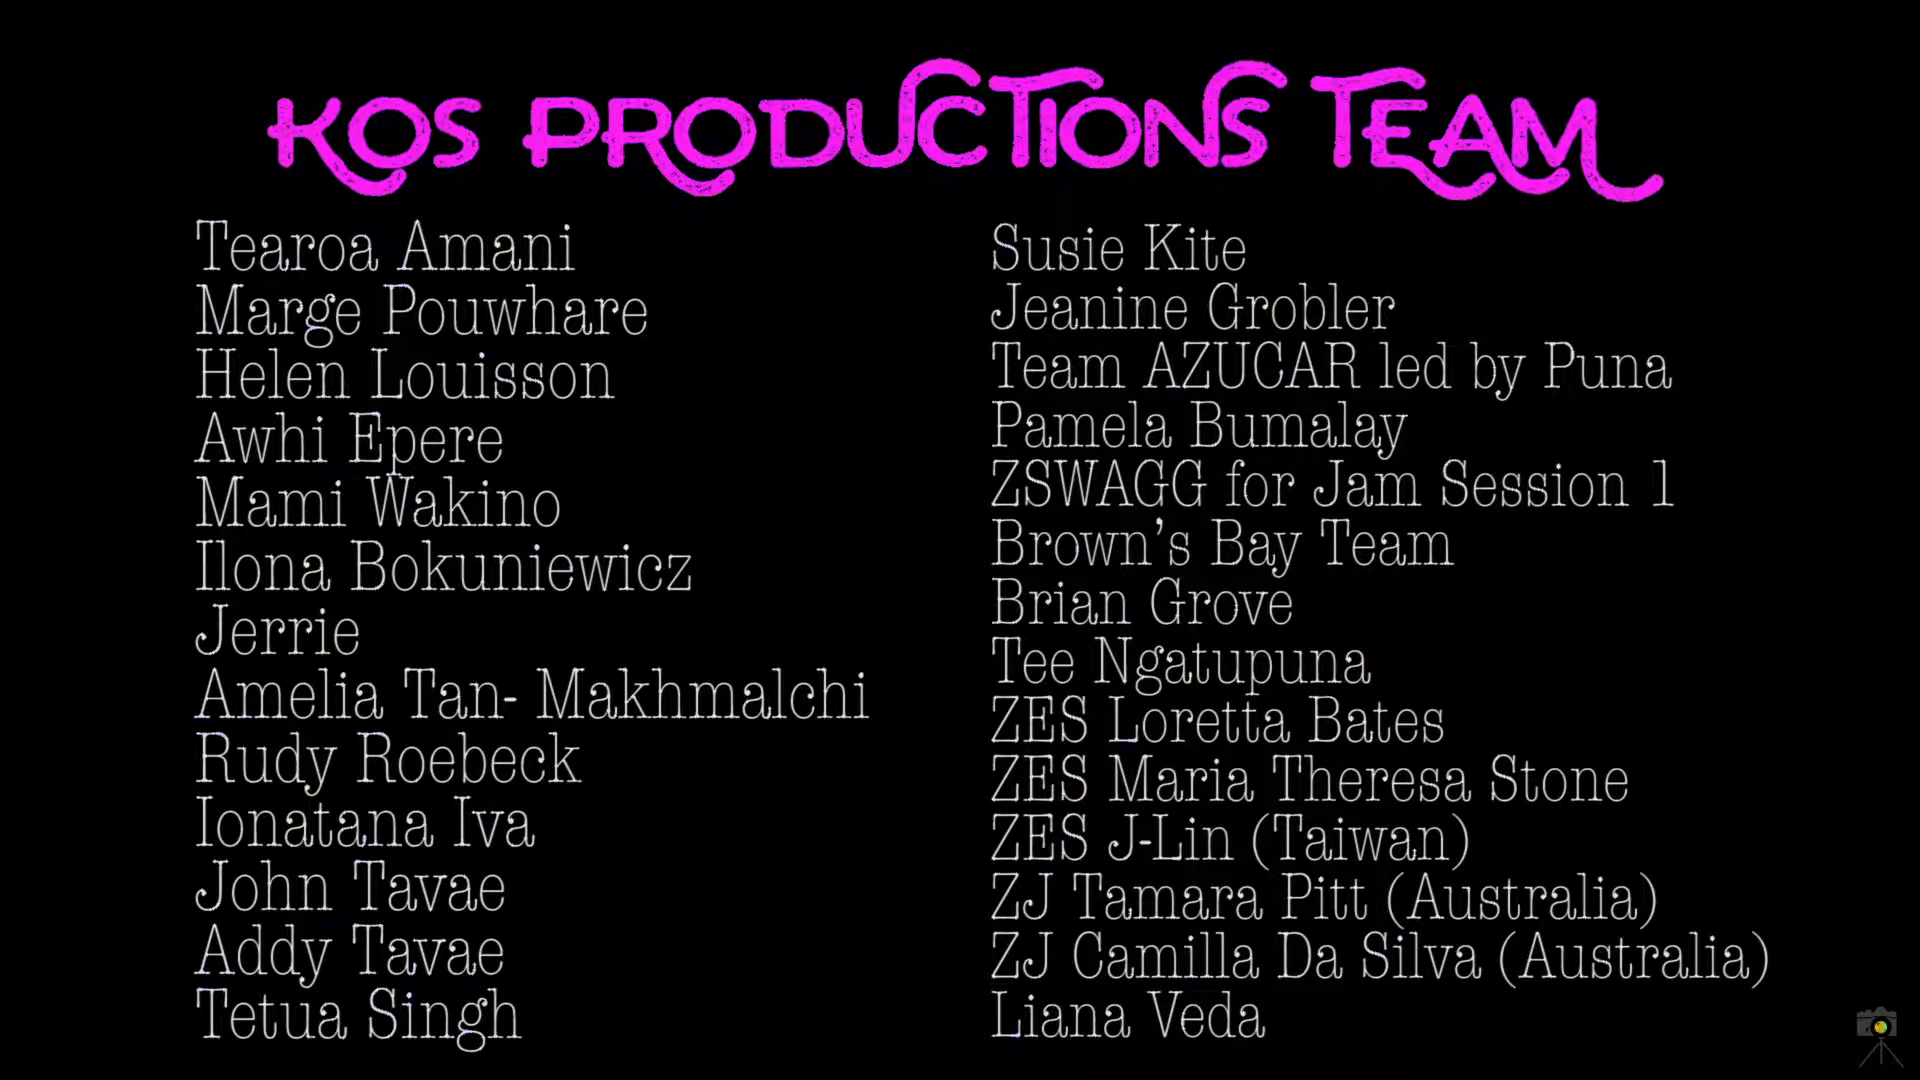 KOS PRODUCTIONS TEAM
Tearoa Amani
Marge Pouwhare
Helen Louisson
Awhi Epere
Mami Wakino
Ilona Bokuniewicz
Jerrie
Amelia Tan- Makhmalchi
Rudy Roebeck
Ionatana Iva
John Tavae
Addy Tavae
Tetua Singh
Susie Kite
Jeanine Grobler
Team AZUCAR led by Puna
Pamela Bumalay
ZSWAGG for Jam Session 1
Brown's Bay Team
Brian Grove
Tee Ngatupuna
ZES Loretta Bates
ZES Maria Theresa Stone
ZES J-Lin (Taiwan)
ZJ Tamara Pitt (Australia)
ZJ Camilla Da Silva (Australia)
Liana Veda